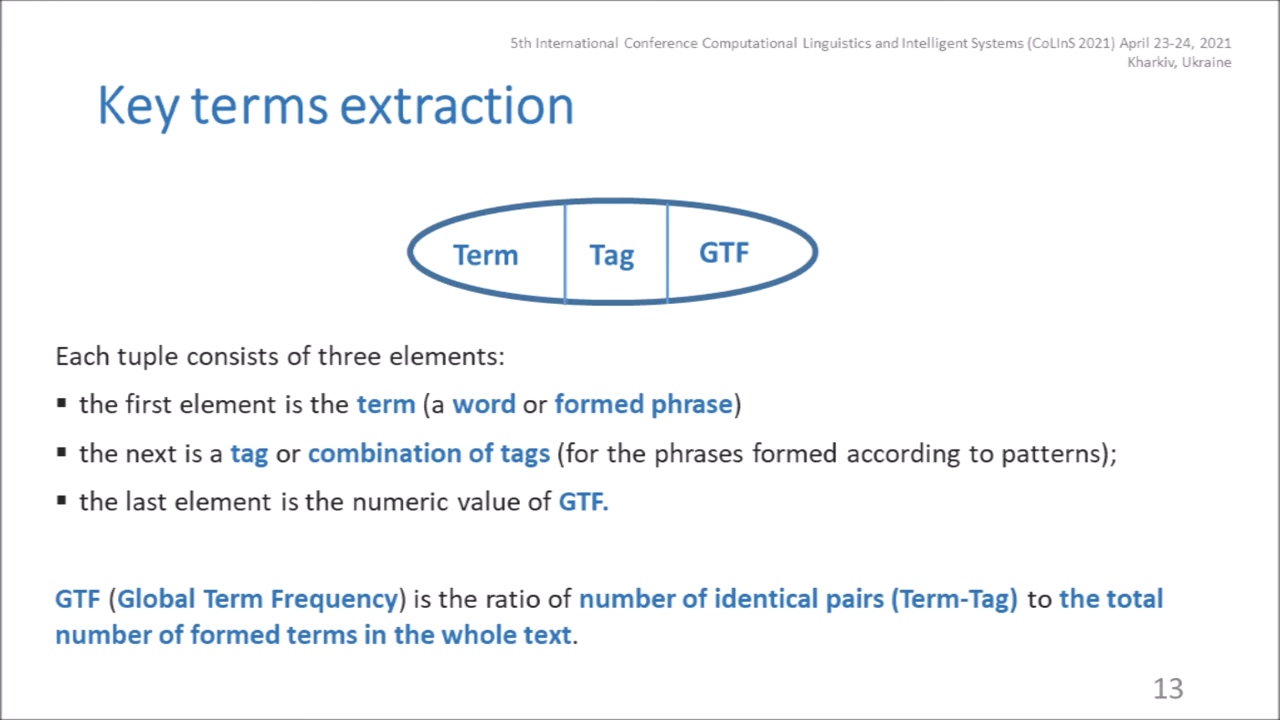 5th International Conference Computational Linguistics and Intelligent Systems (CoLInS 2021) April 23-24, 2021
Kharkiv, Ukraine
Key terms extraction
Term Tag GTF
Each tuple consists of three elements:
▪ the first element is the term (a word or formed phrase)
▪ the next is a tag or combination of tags (for the phrases formed according to patterns);
▪ the last element is the numeric value of GTF.
GTF (Global Term Frequency) is the ratio of number of identical pairs (Term-Tag) to the total
number of formed terms in the whole text.
13